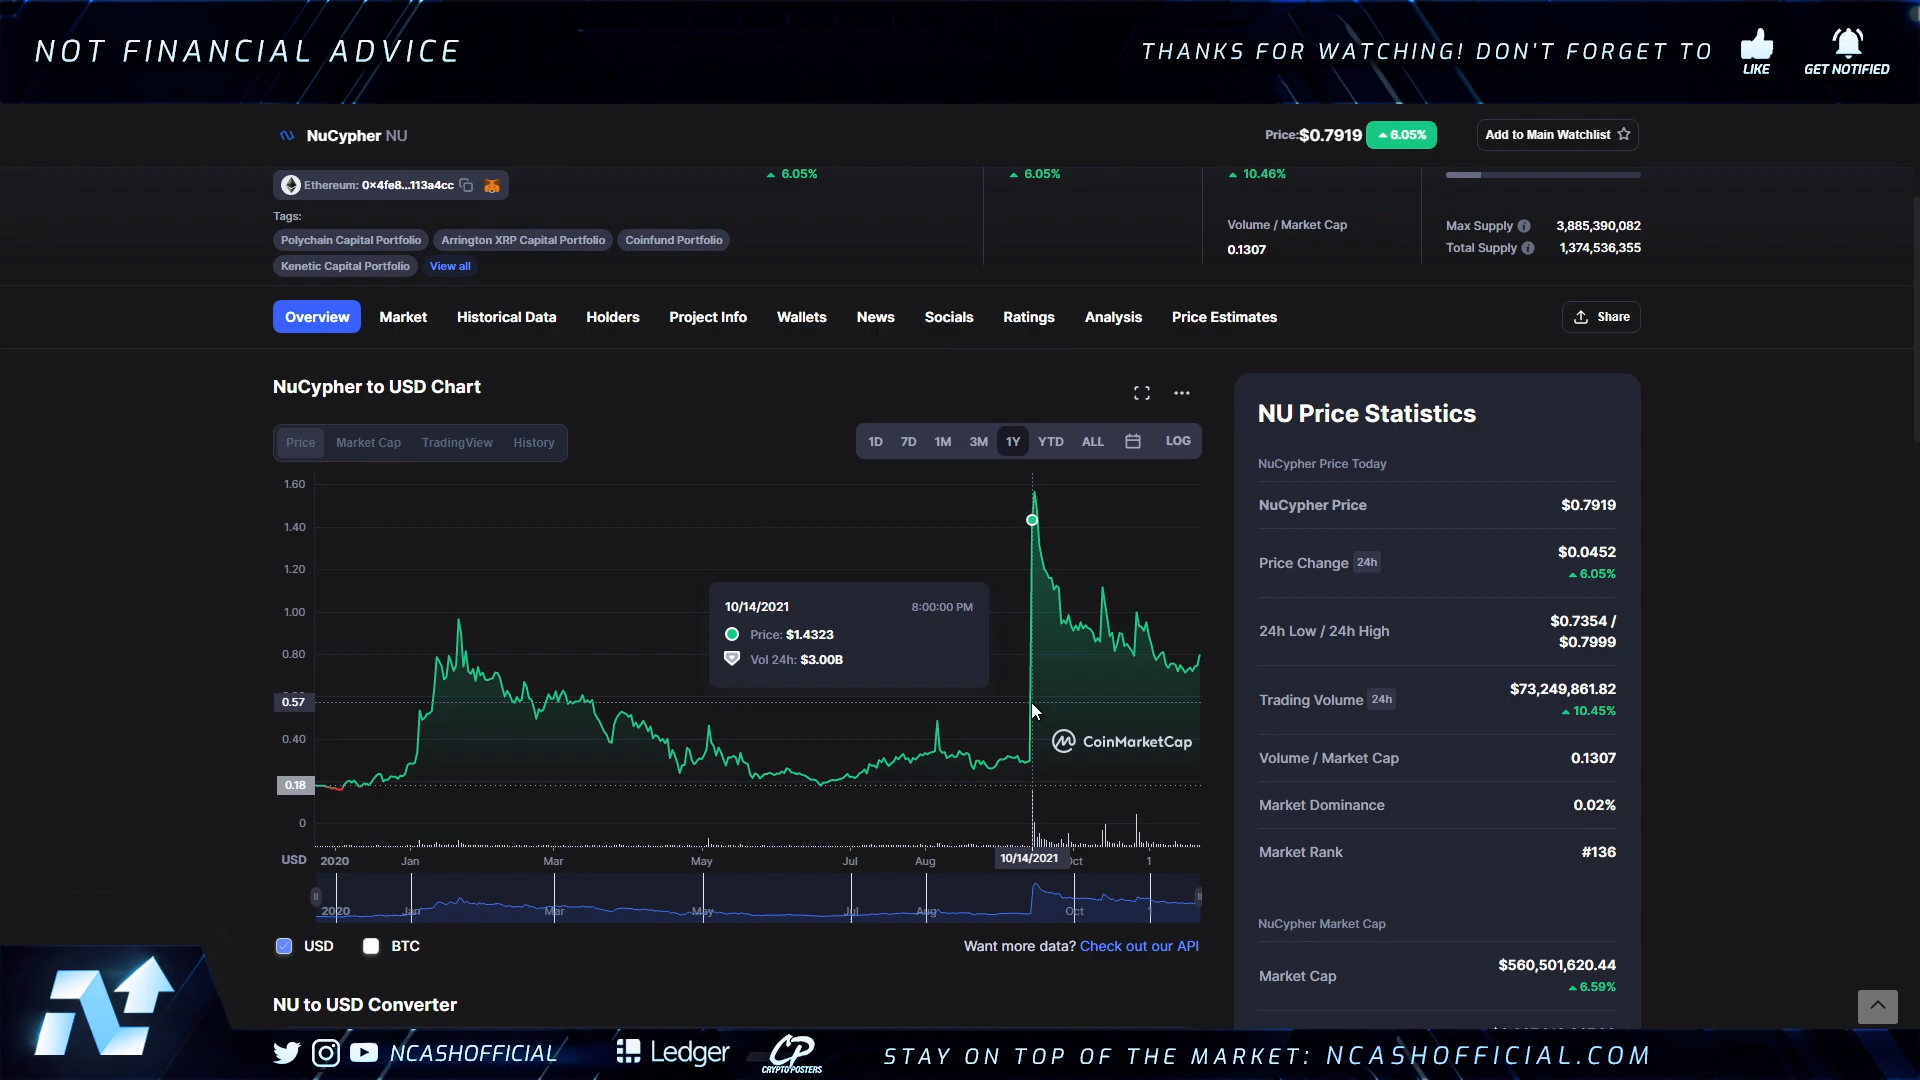 NOT FINANCIAL ADVICE
THANKS FOR WATCHING! DON'T FORGET TO
LIKE
GET NOTIFIED
NuCypher NU
Price:$0.7919 6.05%
Add to Main Watchlist
Ethereum: 0x4fe8...113a4cc
6.05%
6.05%
10.46%
Tags:
Polychain Capital Portfolio
Arrington XRP Capital Portfolio
Coinfund Portfolio
Kenetic Capital Portfolio
View all
Volume / Market Cap
0.1307
Max Supply 3,885,390,082
Total Supply 1,374,536,355
Overview Market Historical Data Holders Project Info Wallets News Socials Ratings Analysis Price Estimates
Share
NuCypher to USD Chart
Price Market Cap TradingView History
1D 7D 1M 3M 1Y YTD ALL LOG
1.60
1.40
1.20
1.00
0.80
0.57
0.40
0.18
0
10/14/2021 8:00:00 PM
Price: $1.4323
Vol 24h: $3.00B
CoinMarketCap
USD 2020 Jan Mar May Jul Aug 10/14/2021 1
2020 Jan Mar May Jul Aug Oct 1
USD BTC
Want more data? Check out our API
NU to USD Converter
NU Price Statistics
NuCypher Price Today
NuCypher Price $0.7919
Price Change 24h $0.0452
6.05%
24h Low / 24h High $0.7354 /
$0.7999
Trading Volume 24h $73,249,861.82
10.45%
Volume / Market Cap 0.1307
Market Dominance 0.02%
Market Rank #136
NuCypher Market Cap
Market Cap $560,501,620.44
6.59%
NCASHOFFICIAL
Ledger
CP
CRYPTOPOSTERS
STAY ON TOP OF THE MARKET: NCASHOFFICIAL.COM